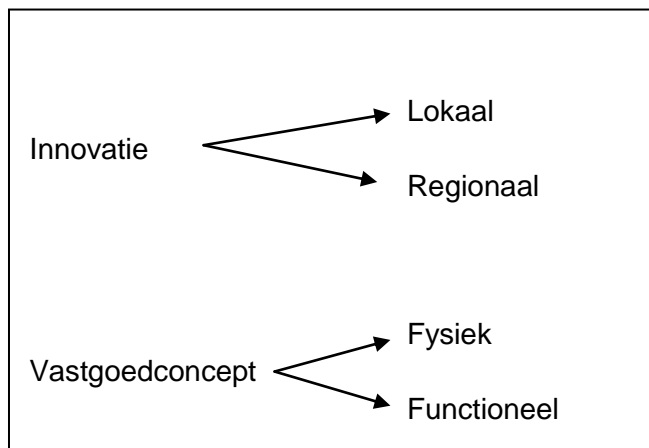 Lokaal
Innovatie
Regionaal
Fysiek
Vastgoedconcept
Functioneel